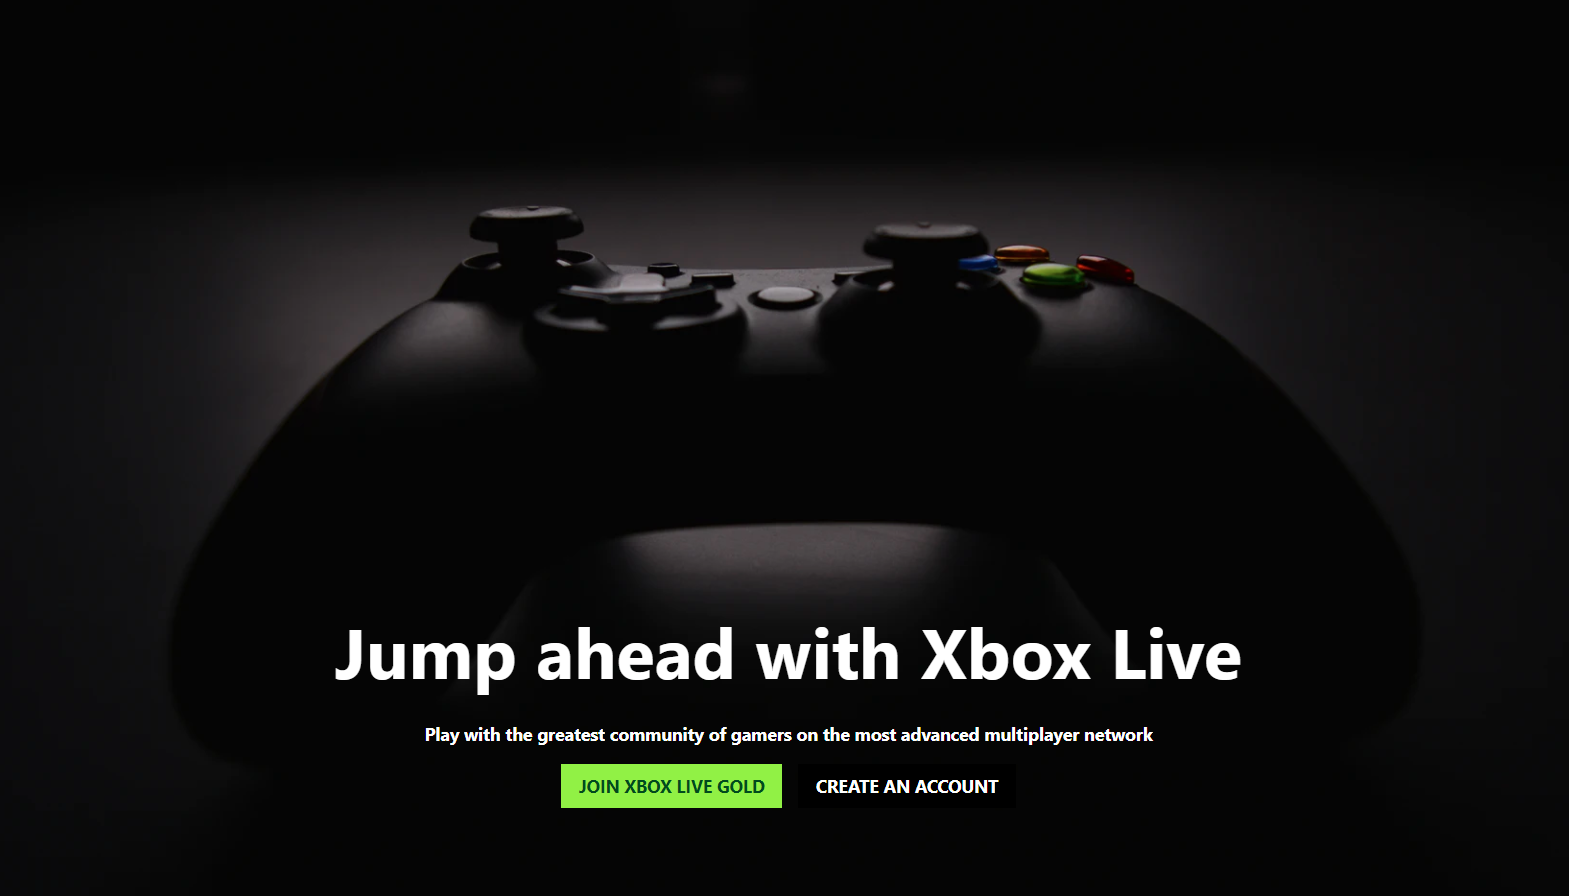 Jump ahead with Xbox Live
Play with the greatest community of gamers on the most advanced multiplayer network
JOIN XBOX LIVE GOLD
CREATE AN ACCOUNT